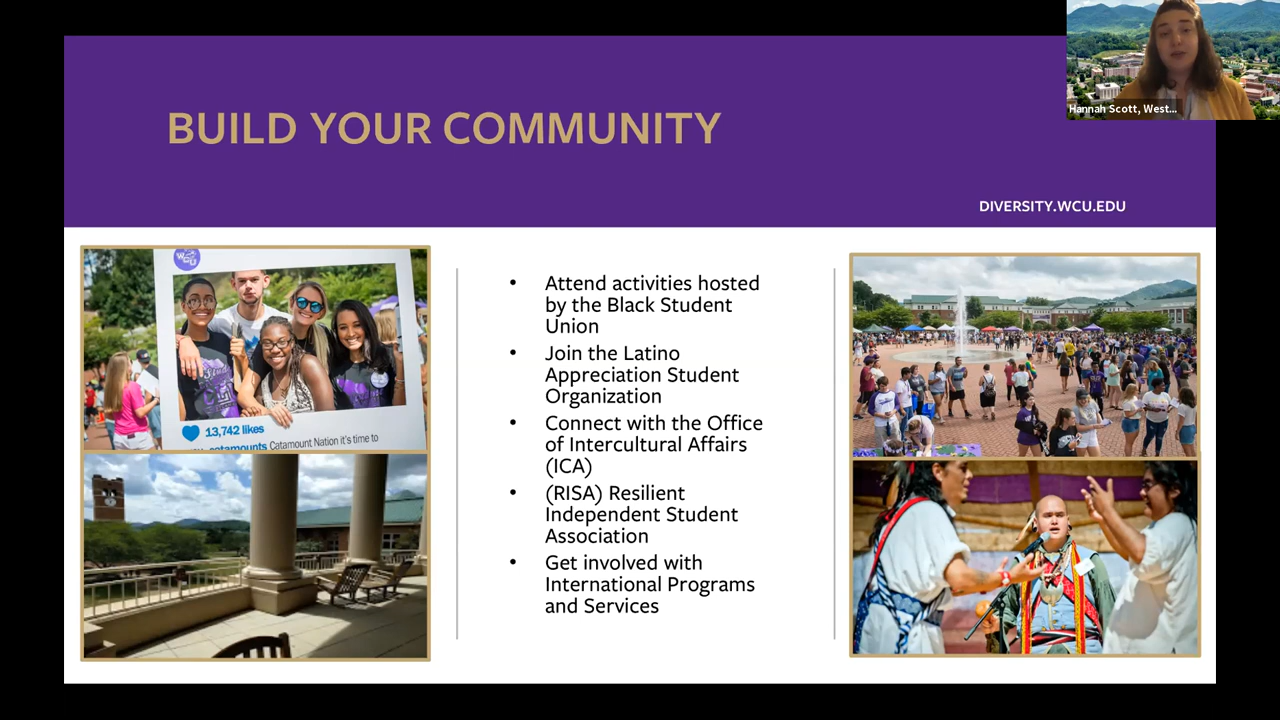 Hannah Scott, West...
BUILD YOUR COMMUNITY
DIVERSITY.WCU.EDU
WCU
13,742 likes
catamounts Catamount Nation it's time to
• Attend activities hosted
by the Black Student
Union
• Join the Latino
Appreciation Student
Organization
• Connect with the Office
of Intercultural Affairs
(ICA)
• (RISA) Resilient
Independent Student
Association
• Get involved with
International Programs
and Services